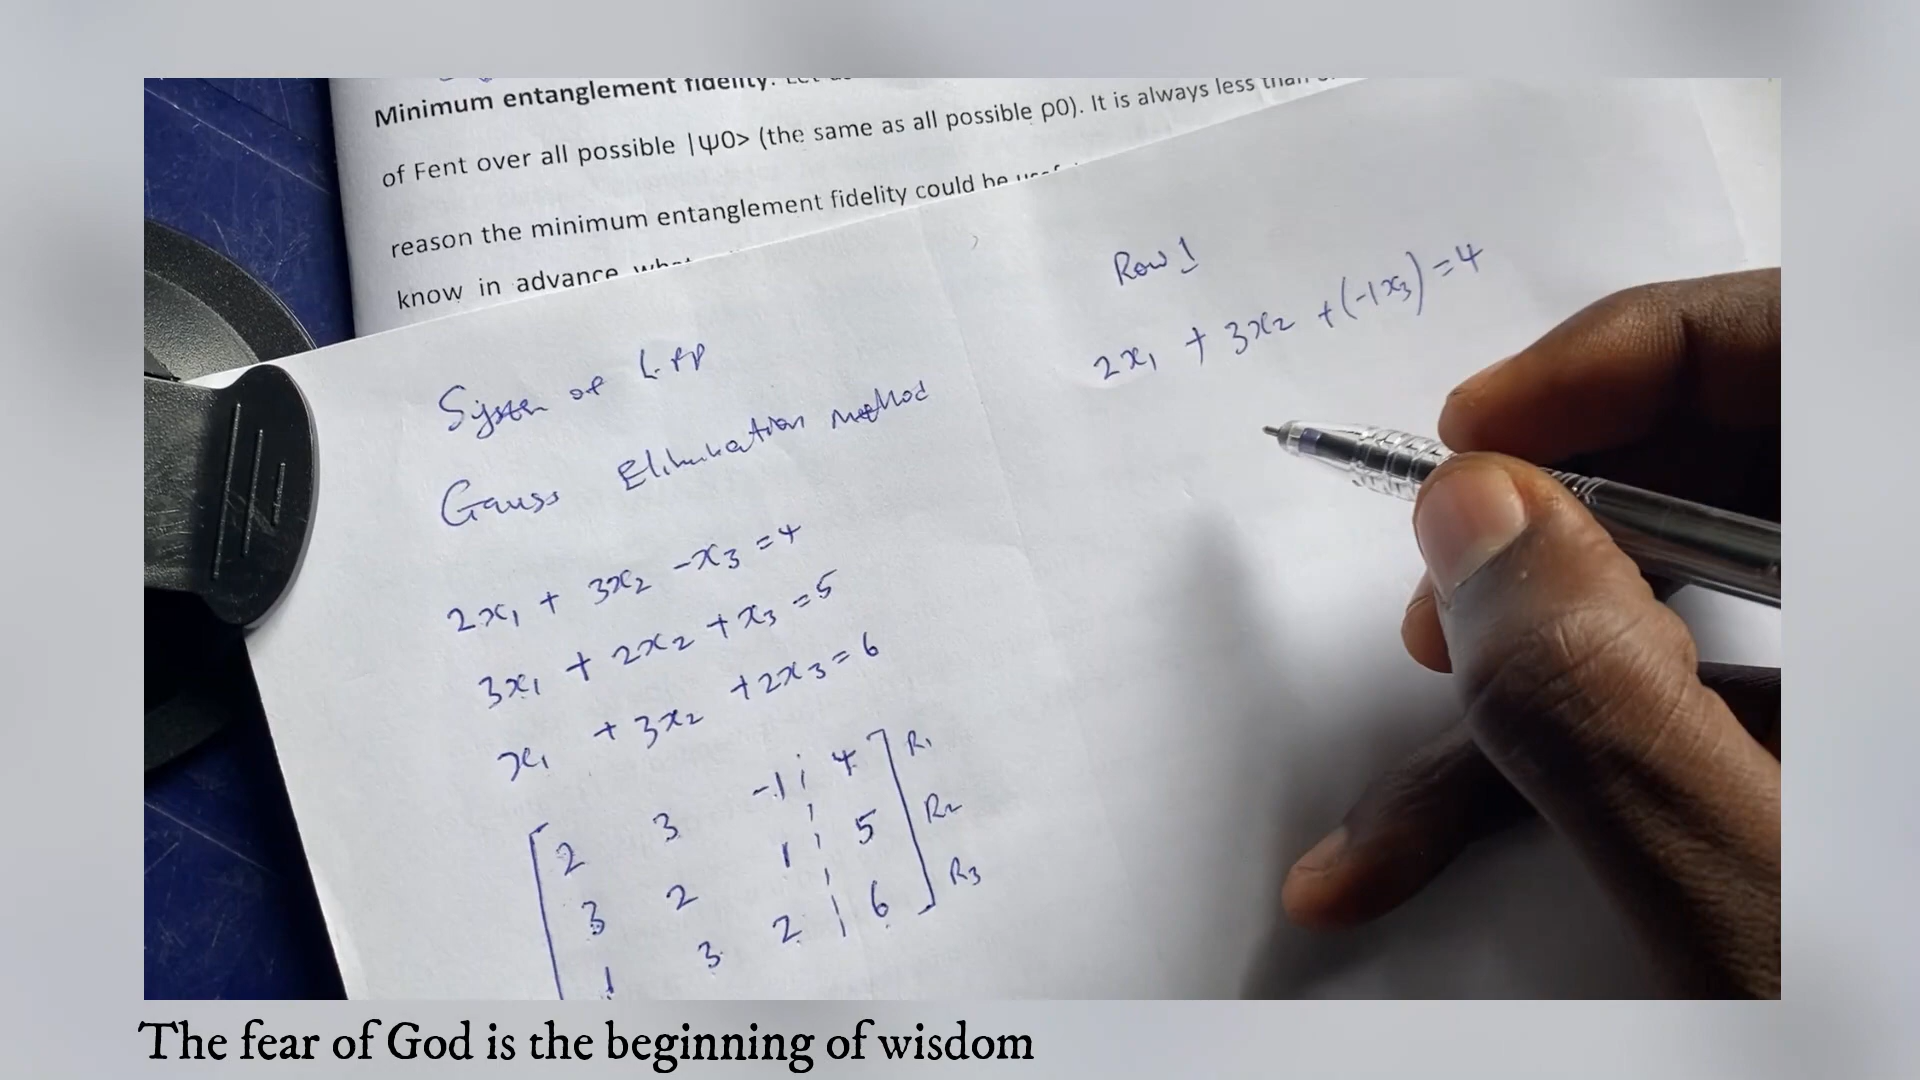 Minimum entanglement fidelity:
of Fent over all possible |ψ0> (the same as all possible ρ0). It is always less than
reason the minimum entanglement fidelity could be
know in advance
System of LPP
Gauss Elimination method
2x₁ + 3x₂ -x₃ =4
3x₁ + 2x₂ + x₃ =5
x₁ + 3x₂ +2x₃ = 6
2 3 -1 ¦ 4 R₁
3 2 1 ¦ 5 R₂
1 3 2 ¦ 6 R₃
Row 1
2x₁ + 3x₂ +(-1x₃) =4
The fear of God is the beginning of wisdom